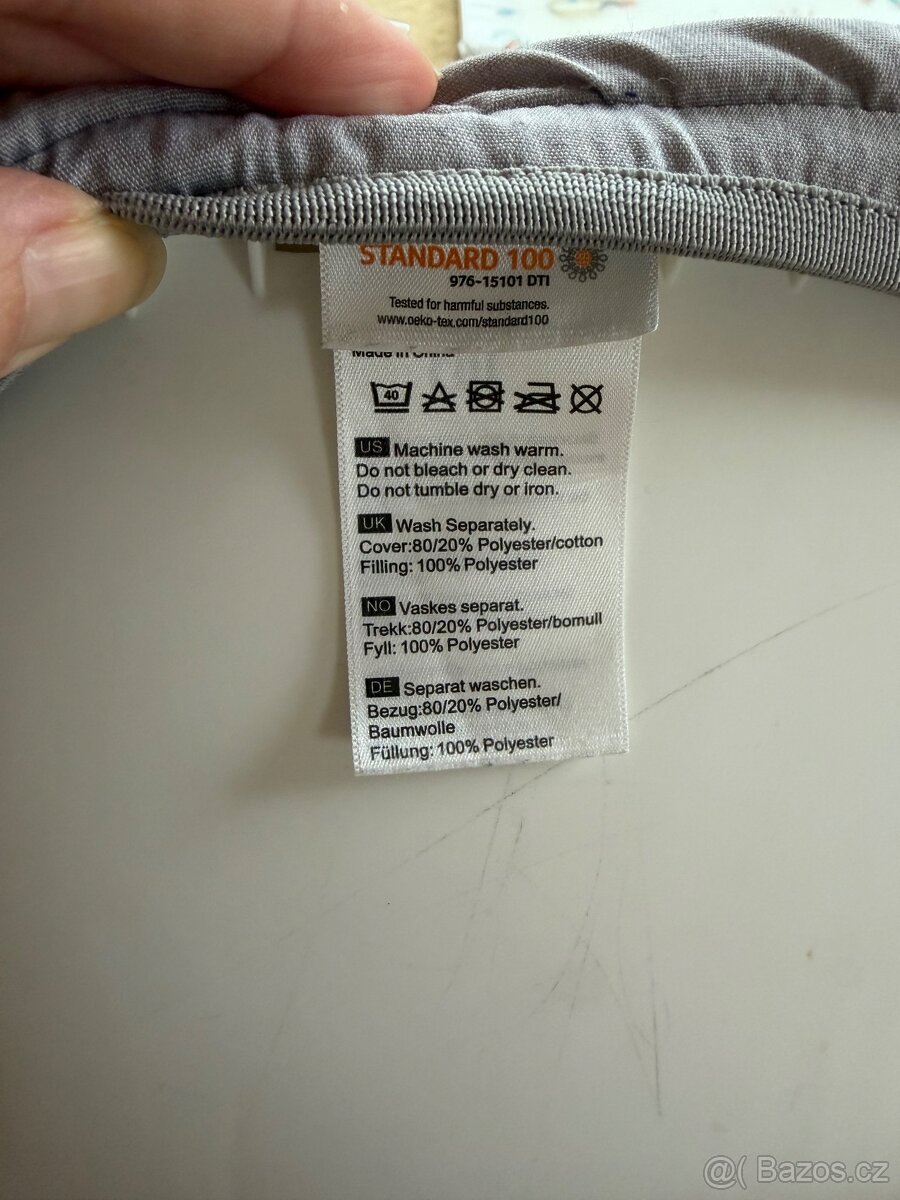 STANDARD 100
976-15101 DTI
Tested for harmful substances.
www.oeko-tex.com/standard100
Made in China
40
US Machine wash warm.
Do not bleach or dry clean.
Do not tumble dry or iron.
UK Wash Separately.
Cover:80/20% Polyester/cotton
Filling: 100% Polyester
NO Vaskes separat.
Trekk:80/20% Polyester/bomull
Fyll: 100% Polyester
DE Separat waschen.
Bezug:80/20% Polyester/
Baumwolle
Füllung: 100% Polyester
@( Bazos.cz